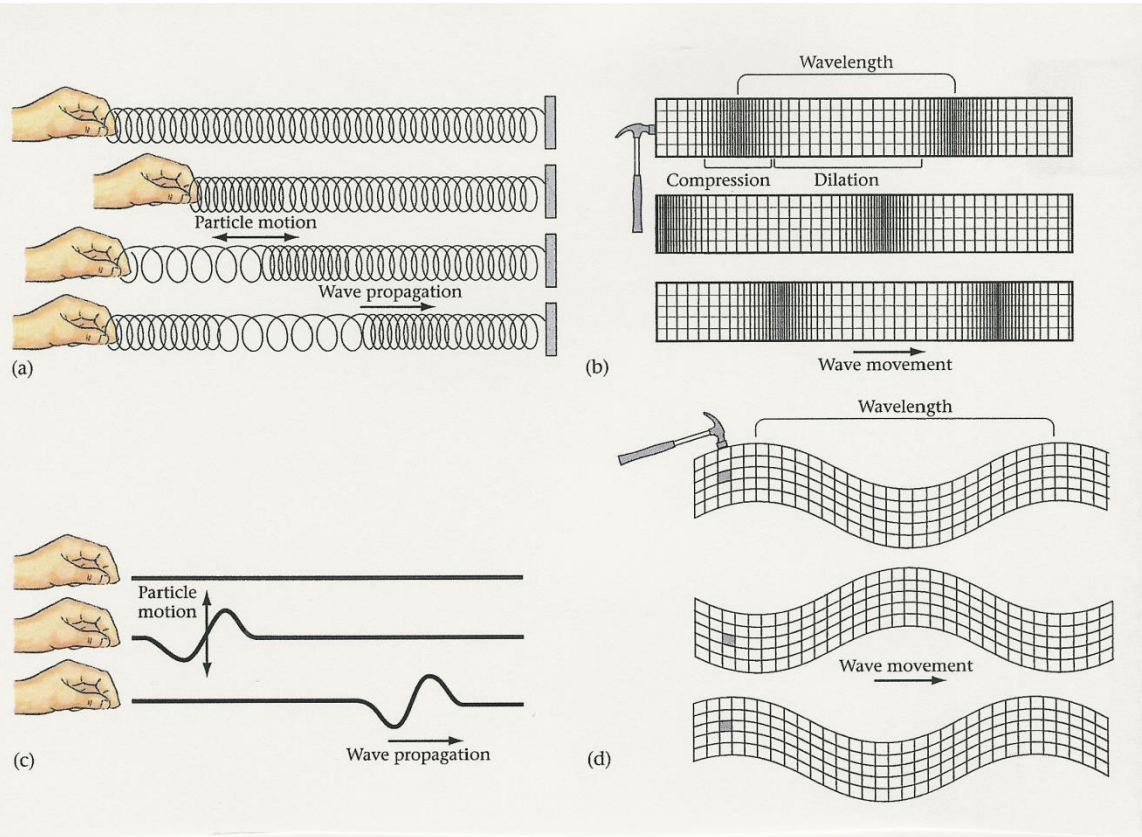 Particle motion
Wave propagation
(a)
Wavelength
Compression
Dilation
Wave movement
(b)
Particle
motion
Wave propagation
(c)
Wavelength
Wave movement
(d)